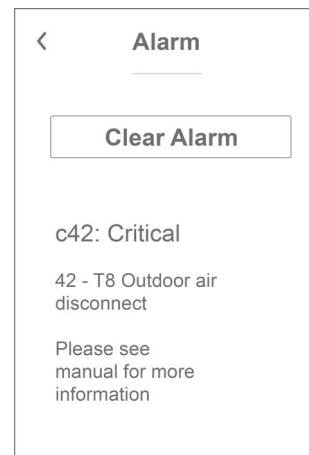 Alarm
Clear Alarm
c42: Critical
42 - T8 Outdoor air
disconnect
Please see
manual for more
information